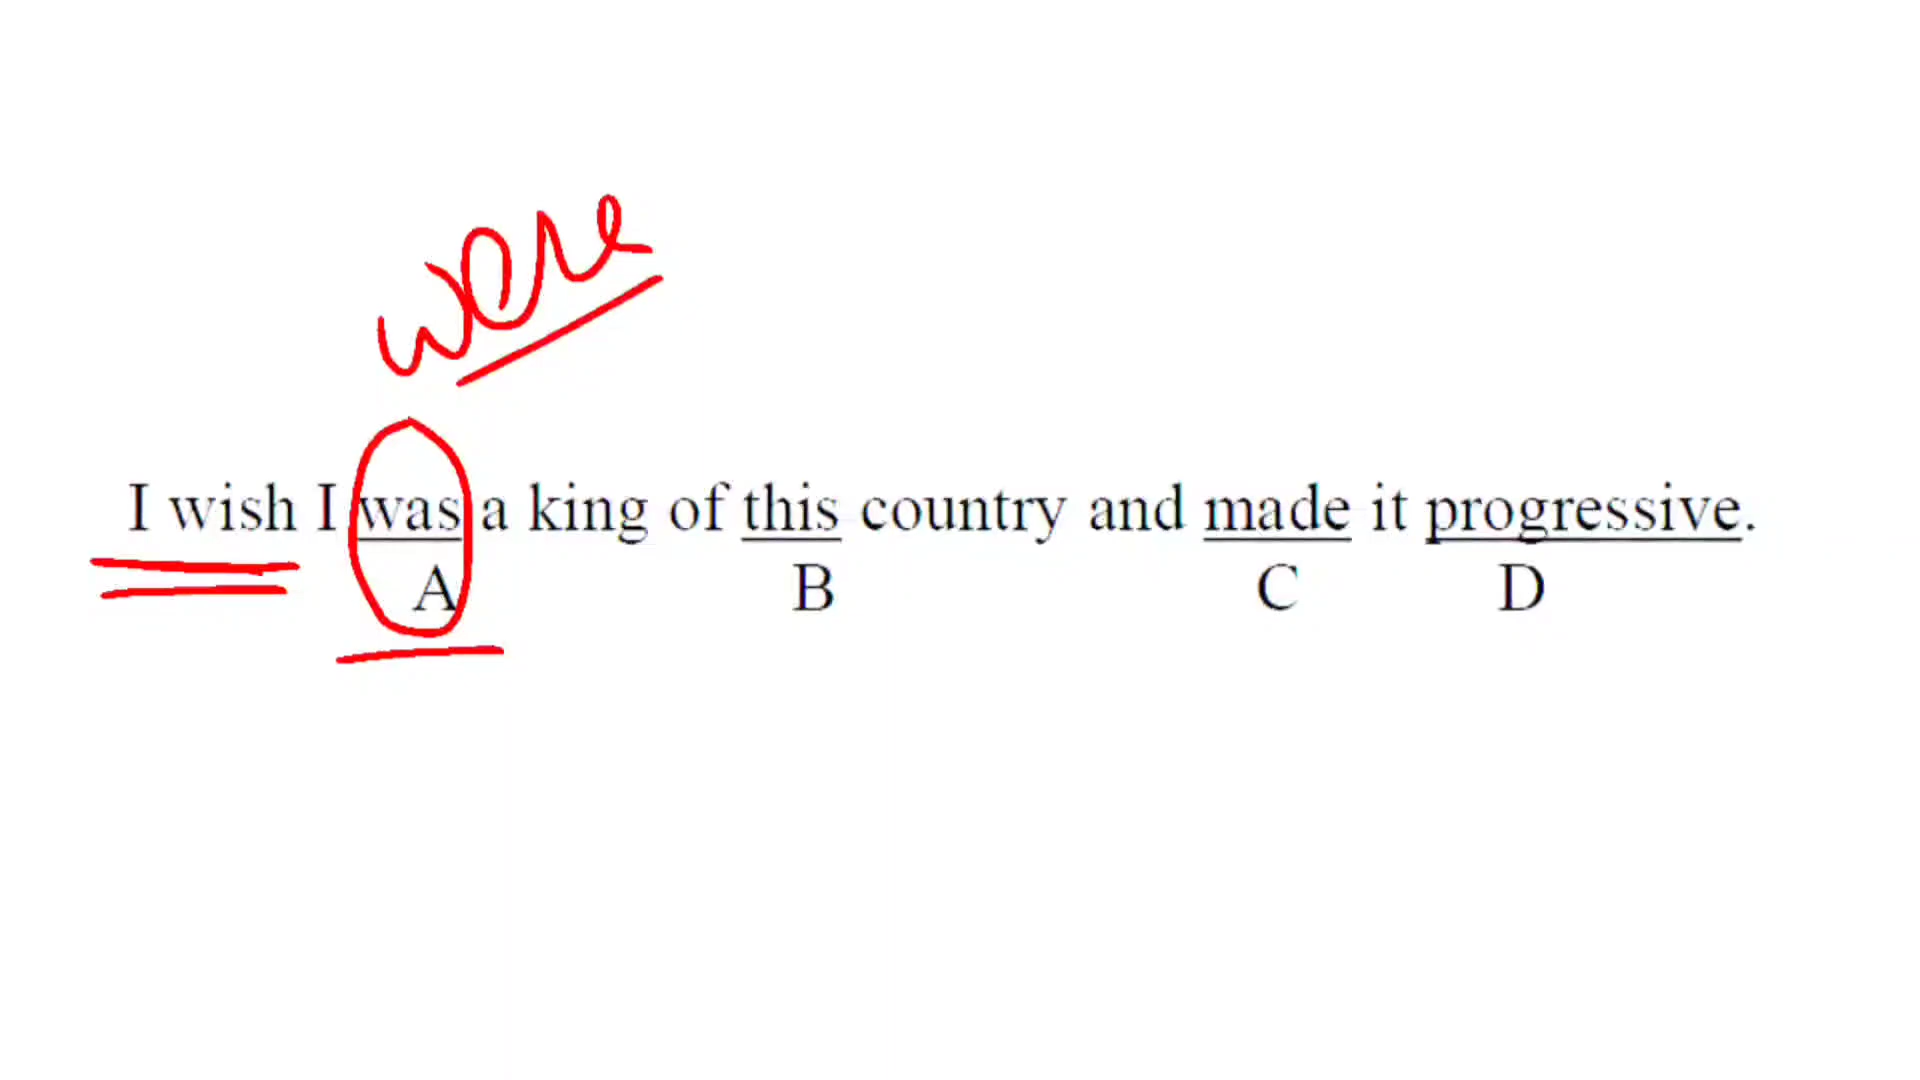 were
I wish I was a king of this country and made it progressive.
A B C D